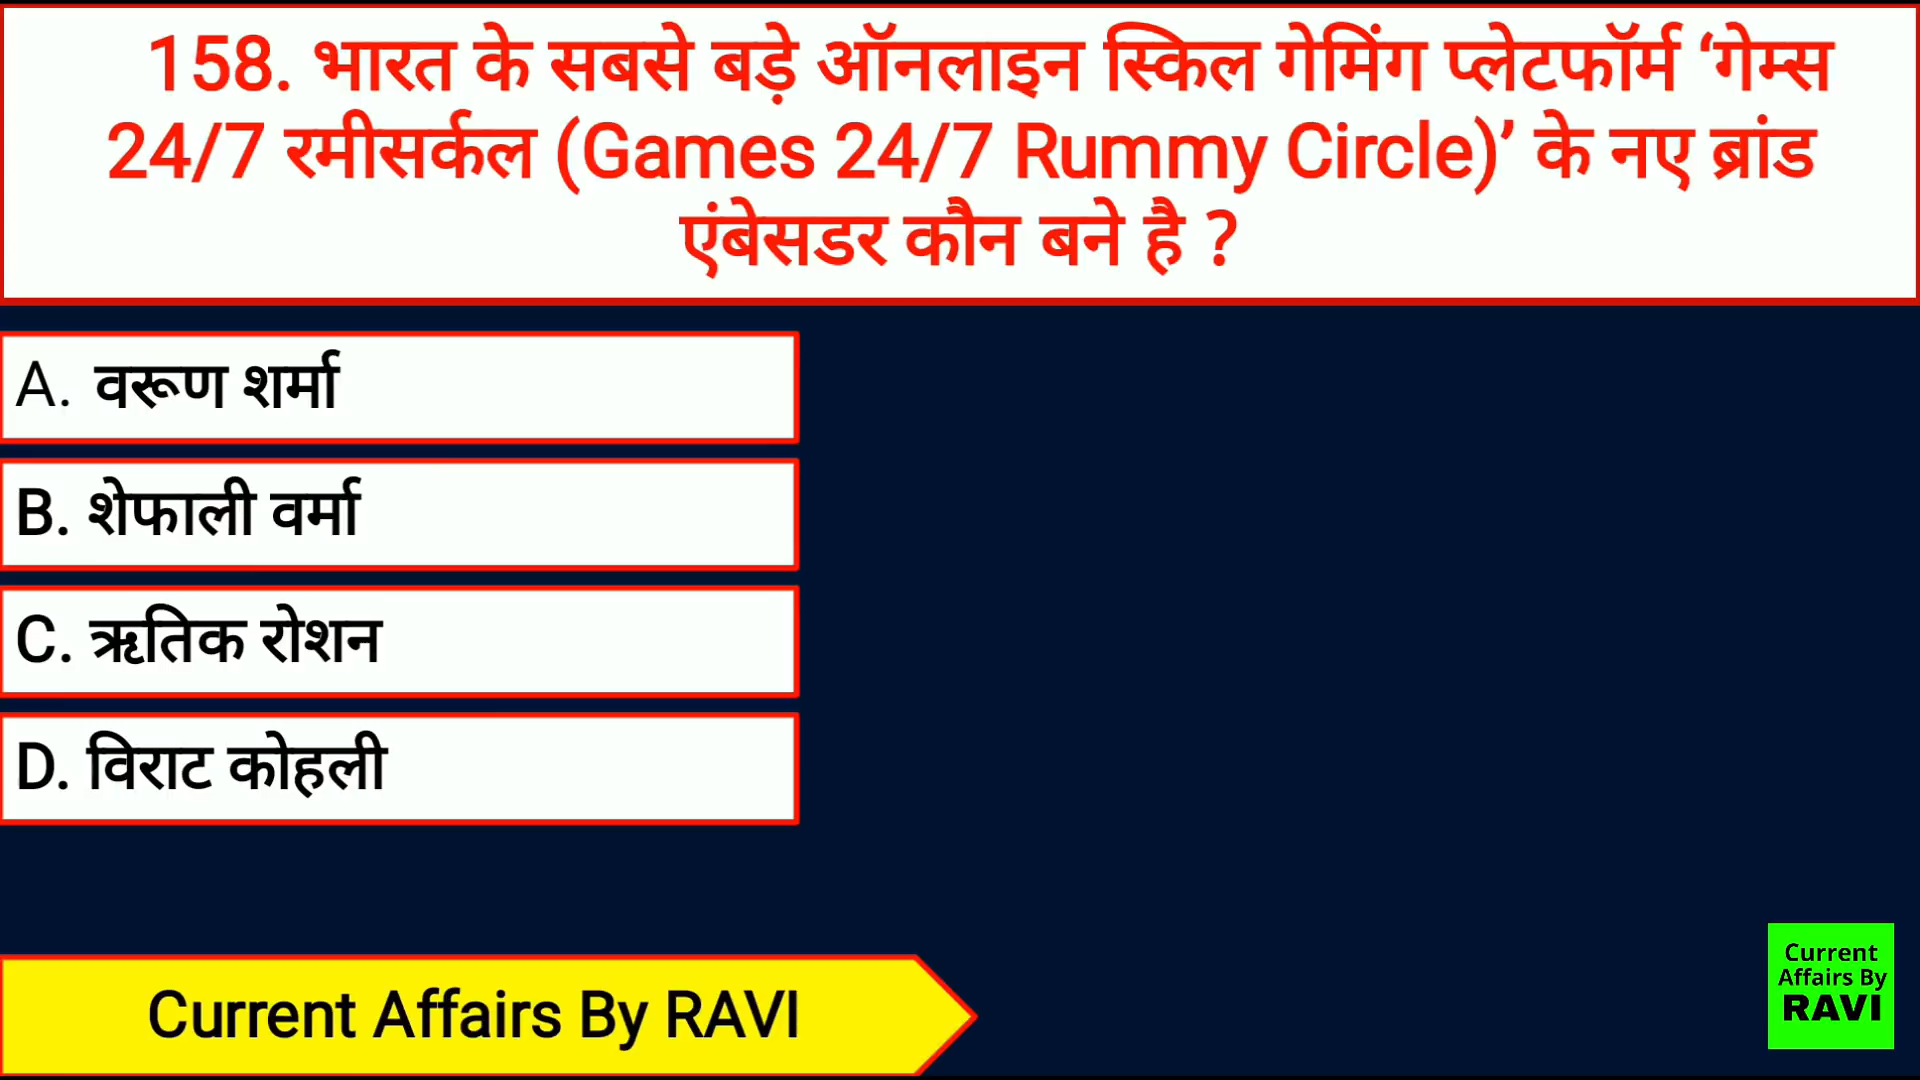 158. भारत के सबसे बड़े ऑनलाइन स्किल गेमिंग प्लेटफॉर्म ‘गेम्स
24/7 रमीसर्कल (Games 24/7 Rummy Circle)’ के नए ब्रांड
एंबेसडर कौन बने है ?
A. वरूण शर्मा
B. शेफाली वर्मा
C. ऋतिक रोशन
D. विराट कोहली
Current Affairs By RAVI
Current
Affairs By
RAVI